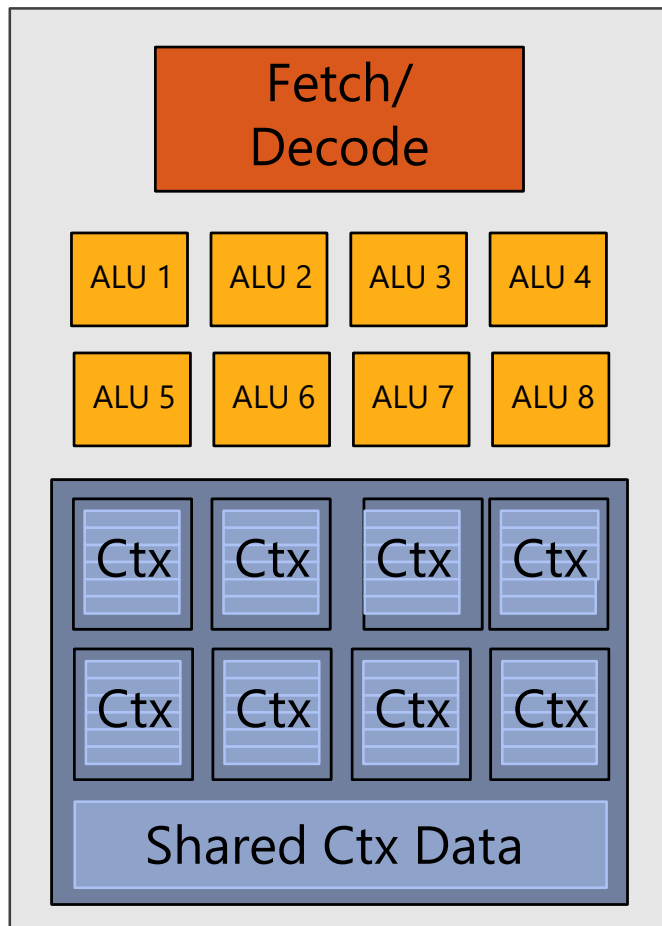 Fetch/
Decode
ALU 1 ALU 2 ALU 3 ALU 4
ALU 5 ALU 6 ALU 7 ALU 8
Ctx Ctx Ctx Ctx
Ctx Ctx Ctx Ctx
Shared Ctx Data